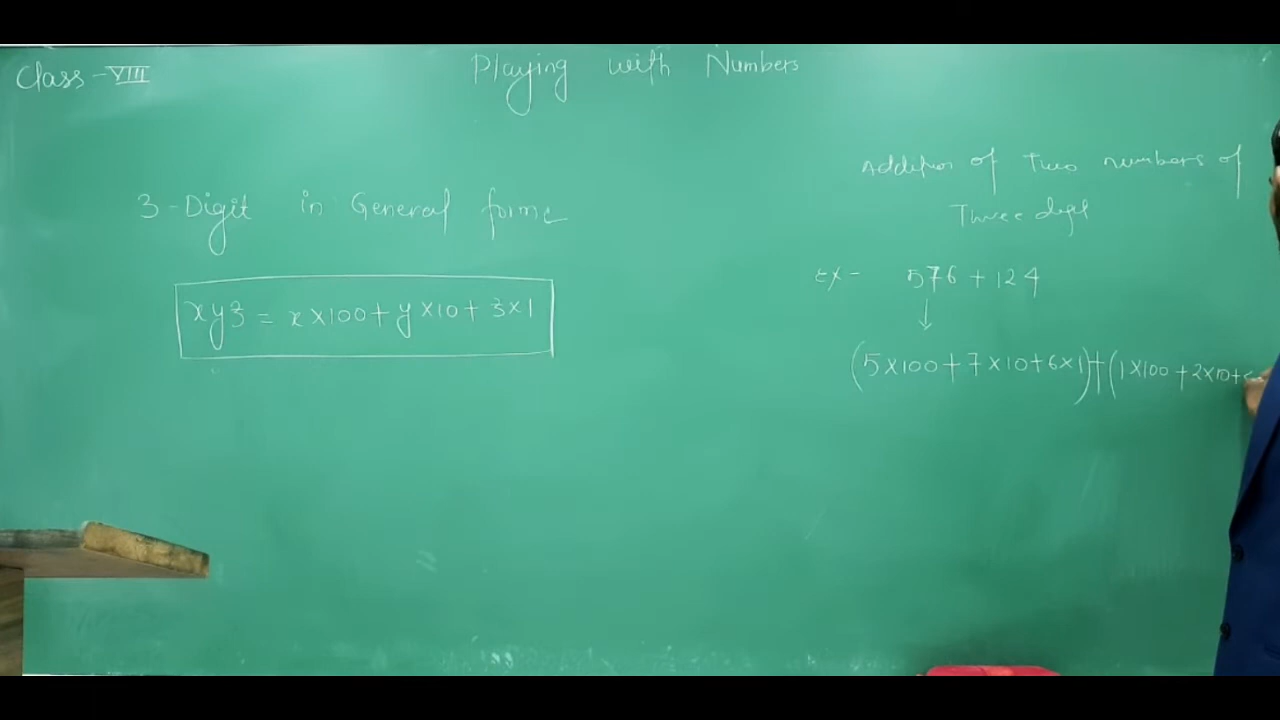 Class - VIII
Playing with Numbers
3-Digit in General form
xyz = x×100+y×10+z×1
Addition of Two numbers of
Three digit
Ex- 576+124
(5×100+7×10+6×1)+(1×100+2×10+